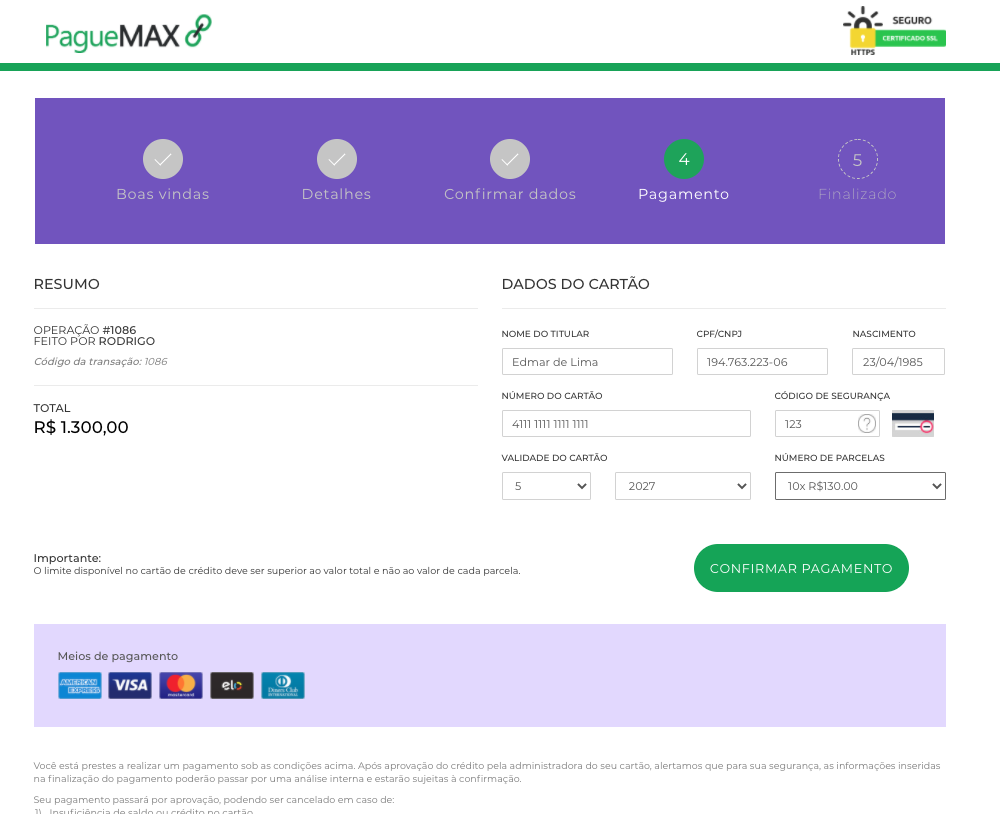 PagueMAX
SEGURO
CERTIFICADO SSL
HTTPS
4
5
Boas vindas
Detalhes
Confirmar dados
Pagamento
Finalizado
RESUMO
OPERAÇÃO #1086
FEITO POR RODRIGO
Código da transação: 1086
TOTAL
R$ 1.300,00
DADOS DO CARTÃO
NOME DO TITULAR
CPF/CNPJ
NASCIMENTO
Edmar de Lima
194.763.223-06
23/04/1985
NÚMERO DO CARTÃO
CÓDIGO DE SEGURANÇA
4111 1111 1111 1111
123
?
VALIDADE DO CARTÃO
NÚMERO DE PARCELAS
5
2027
10x R$130.00
Importante:
O limite disponível no cartão de crédito deve ser superior ao valor total e não ao valor de cada parcela.
CONFIRMAR PAGAMENTO
Meios de pagamento
AMERICAN EXPRESS
VISA
mastercard
elo
Diners Club
INTERNATIONAL
Você está prestes a realizar um pagamento sob as condições acima. Após aprovação do crédito pela administradora do seu cartão, alertamos que para sua segurança, as informações inseridas
na finalização do pagamento poderão passar por uma análise interna e estarão sujeitas à confirmação.
Seu pagamento passará por aprovação, podendo ser cancelado em caso de:
1) Insuficiência de saldo ou crédito no cartão